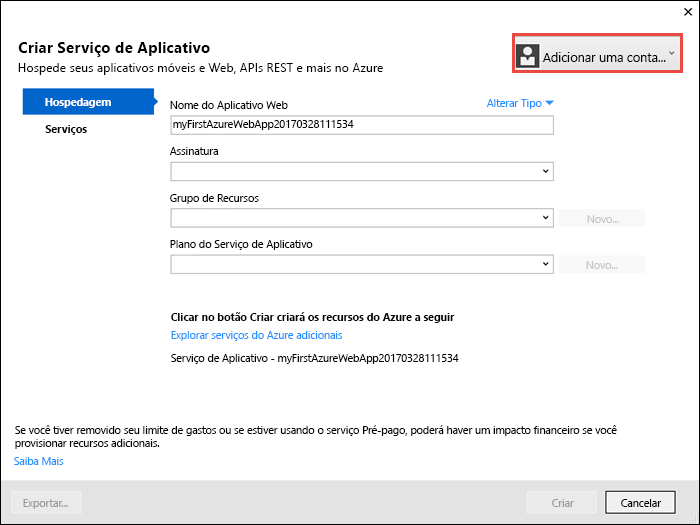 Criar Serviço de Aplicativo
Hospede seus aplicativos móveis e Web, APIs REST e mais no Azure
Adicionar uma conta...
Hospedagem
Serviços
Nome do Aplicativo Web
Alterar Tipo
myFirstAzureWebApp20170328111534
Assinatura
Grupo de Recursos
Novo...
Plano do Serviço de Aplicativo
Novo...
Clicar no botão Criar criará os recursos do Azure a seguir
Explorar serviços do Azure adicionais
Serviço de Aplicativo - myFirstAzureWebApp20170328111534
Se você tiver removido seu limite de gastos ou se estiver usando o serviço Pré-pago, poderá haver um impacto financeiro se você
provisionar recursos adicionais.
Saiba Mais
Exportar...
Criar
Cancelar